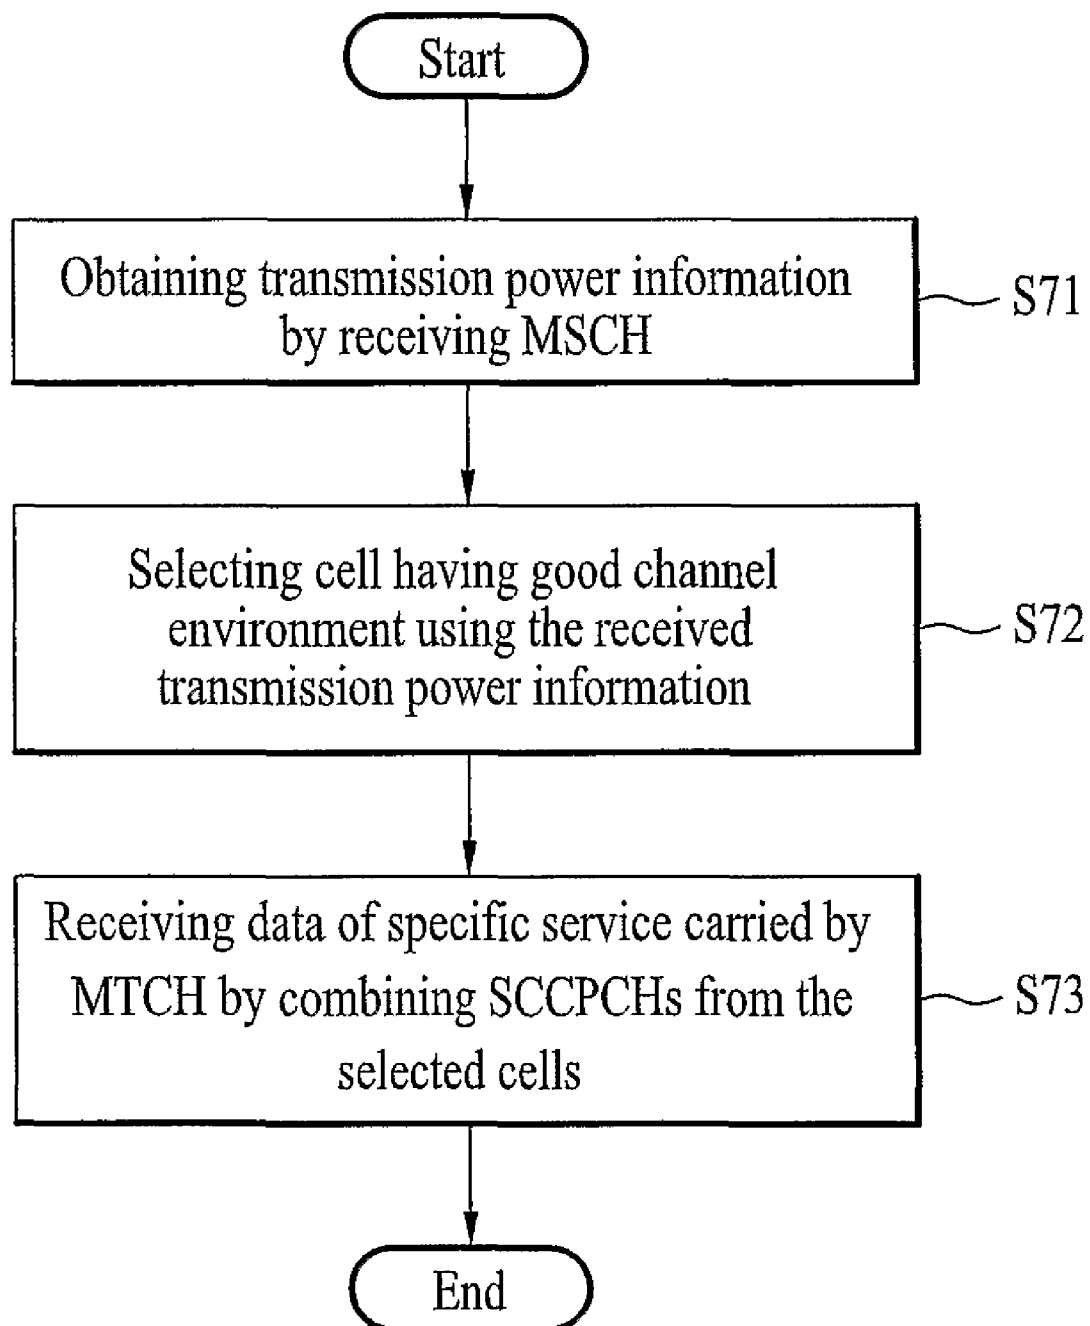 Start
Obtaining transmission power information
by receiving MSCH
S71
Selecting cell having good channel
environment using the received
transmission power information
S72
Receiving data of specific service carried by
MTCH by combining SCCPCHs from the
selected cells
S73
End